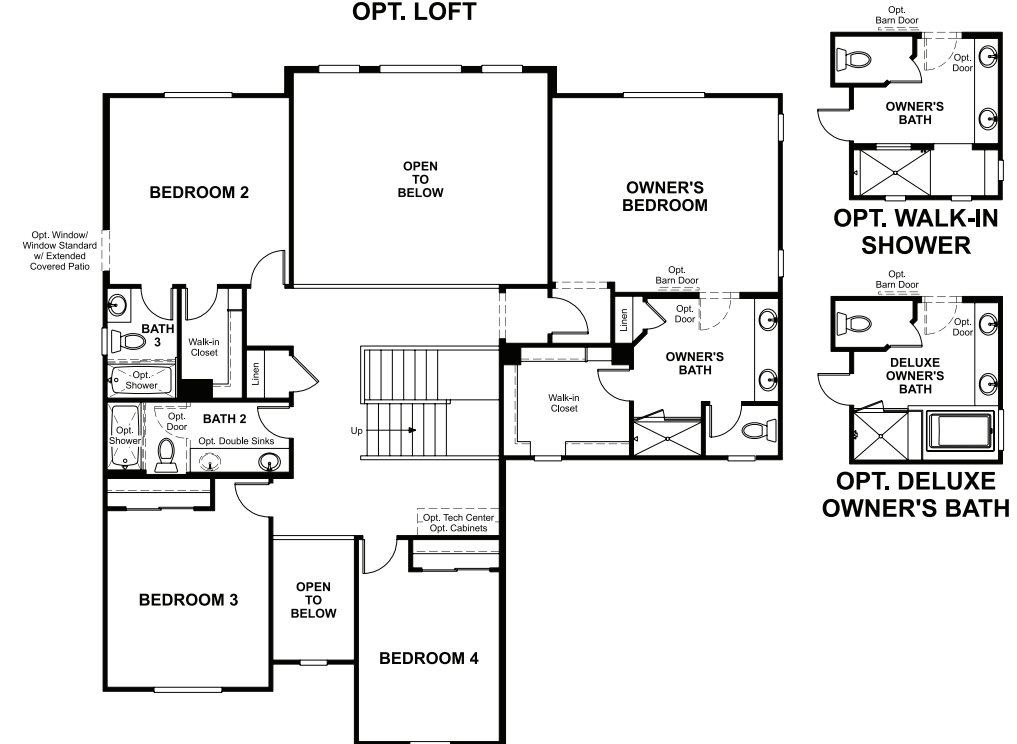 OPT. LOFT
Opt.
Barn Door
Opt.
Door
OWNER'S
BATH
OPT. WALK-IN
SHOWER
BEDROOM 2
OPEN
TO
BELOW
OWNER'S
BEDROOM
Opt. Window/
Window Standard
w/ Extended
Covered Patio
Opt.
Barn Door
Opt.
Door
Linen
OWNER'S
BATH
BATH
3
Walk-in
Closet
Opt.
Shower
Linen
Walk-in
Closet
Up
BATH 2
Opt.
Door
Opt.
Shower
Opt. Double Sinks
Opt.
Barn Door
Opt.
Door
DELUXE
OWNER'S
BATH
OPT. DELUXE
OWNER'S BATH
Opt. Tech Center
Opt. Cabinets
BEDROOM 3
OPEN
TO
BELOW
BEDROOM 4